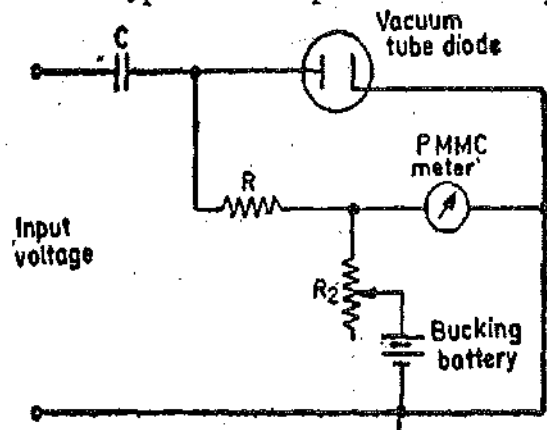 Vacuum
tube diode
C
PMMC
meter
R
Input
voltage
R2
Bucking
battery